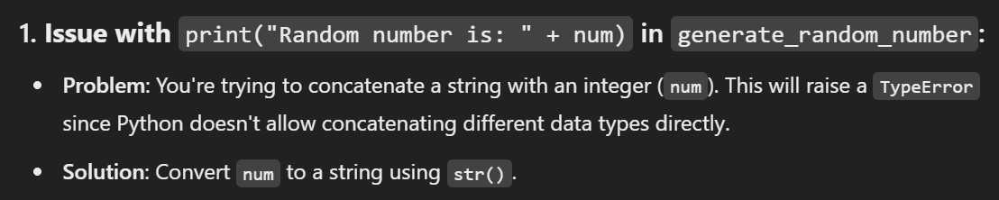 1. Issue with print("Random number is: " + num) in generate_random_number:
• Problem: You're trying to concatenate a string with an integer (num). This will raise a TypeError
since Python doesn't allow concatenating different data types directly.
• Solution: Convert num to a string using str().